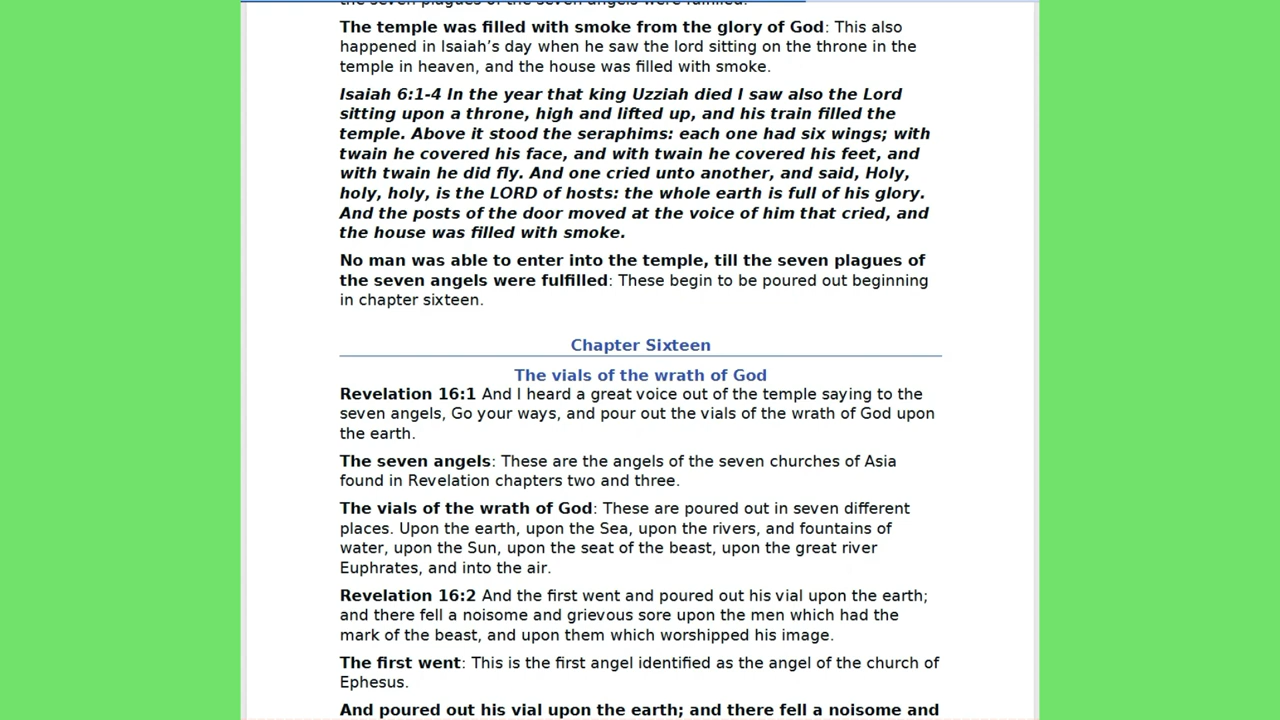 the seven plagues of the seven angels were fulfilled.
The temple was filled with smoke from the glory of God: This also
happened in Isaiah’s day when he saw the lord sitting on the throne in the
temple in heaven, and the house was filled with smoke.
Isaiah 6:1-4 In the year that king Uzziah died I saw also the Lord
sitting upon a throne, high and lifted up, and his train filled the
temple. Above it stood the seraphims: each one had six wings; with
twain he covered his face, and with twain he covered his feet, and
with twain he did fly. And one cried unto another, and said, Holy,
holy, holy, is the LORD of hosts: the whole earth is full of his glory.
And the posts of the door moved at the voice of him that cried, and
the house was filled with smoke.
No man was able to enter into the temple, till the seven plagues of
the seven angels were fulfilled: These begin to be poured out beginning
in chapter sixteen.
Chapter Sixteen
The vials of the wrath of God
Revelation 16:1 And I heard a great voice out of the temple saying to the
seven angels, Go your ways, and pour out the vials of the wrath of God upon
the earth.
The seven angels: These are the angels of the seven churches of Asia
found in Revelation chapters two and three.
The vials of the wrath of God: These are poured out in seven different
places. Upon the earth, upon the Sea, upon the rivers, and fountains of
water, upon the Sun, upon the seat of the beast, upon the great river
Euphrates, and into the air.
Revelation 16:2 And the first went and poured out his vial upon the earth;
and there fell a noisome and grievous sore upon the men which had the
mark of the beast, and upon them which worshipped his image.
The first went: This is the first angel identified as the angel of the church of
Ephesus.
And poured out his vial upon the earth; and there fell a noisome and